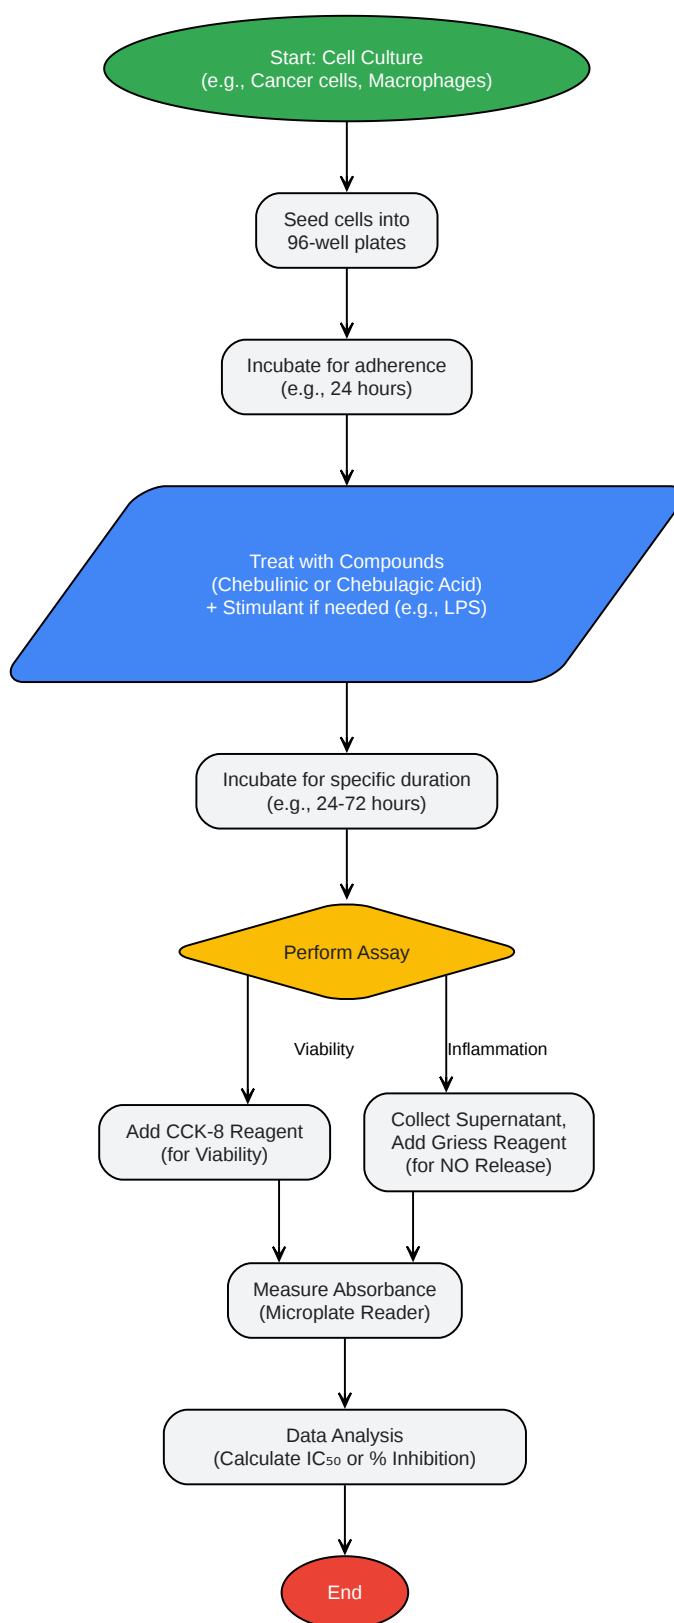 Start: Cell Culture
(e.g., Cancer cells, Macrophages)
Seed cells into
96-well plates
Incubate for adherence
(e.g., 24 hours)
Treat with Compounds
(Chebulinic or Chebulagic Acid)
+ Stimulant if needed (e.g., LPS)
Incubate for specific duration
(e.g., 24-72 hours)
Perform Assay
Viability
Inflammation
Add CCK-8 Reagent
(for Viability)
Collect Supernatant,
Add Griess Reagent
(for NO Release)
Measure Absorbance
(Microplate Reader)
Data Analysis
(Calculate IC₅₀ or % Inhibition)
End